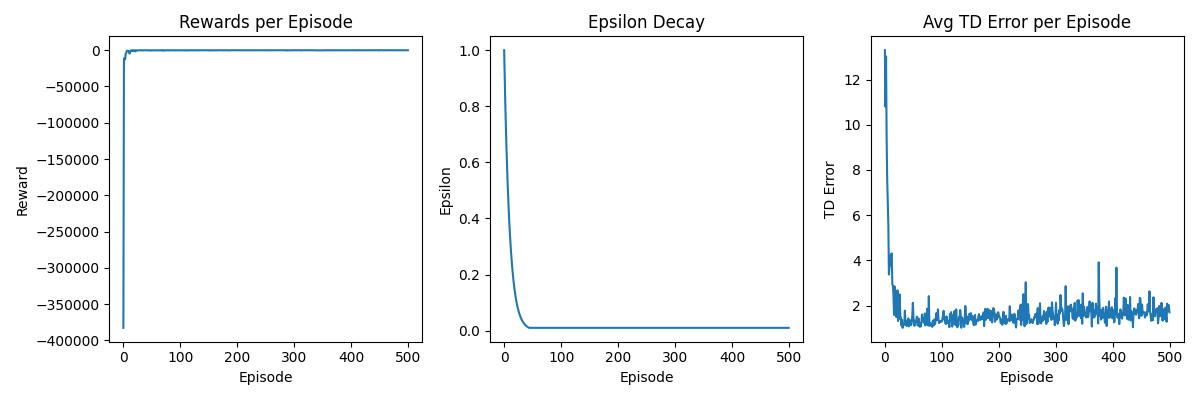 Rewards per Episode
0
−50000
−100000
−150000
−200000
−250000
−300000
−350000
−400000
Reward
0 100 200 300 400 500
Episode
Epsilon Decay
1.0
0.8
0.6
0.4
0.2
0.0
Epsilon
0 100 200 300 400 500
Episode
Avg TD Error per Episode
12
10
8
6
4
2
TD Error
0 100 200 300 400 500
Episode